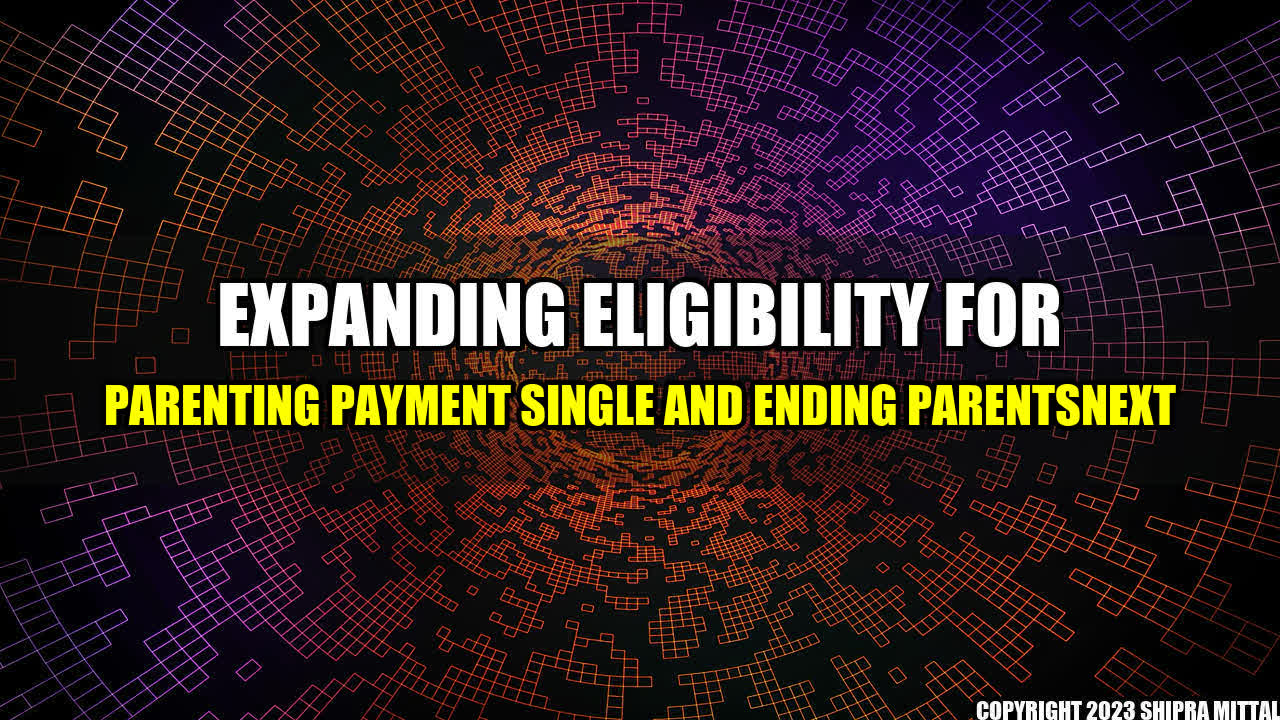 EXPANDING ELIGIBILITY FOR
PARENTING PAYMENT SINGLE AND ENDING PARENTSNEXT
COPYRIGHT 2023 SHIPRA MITTAL